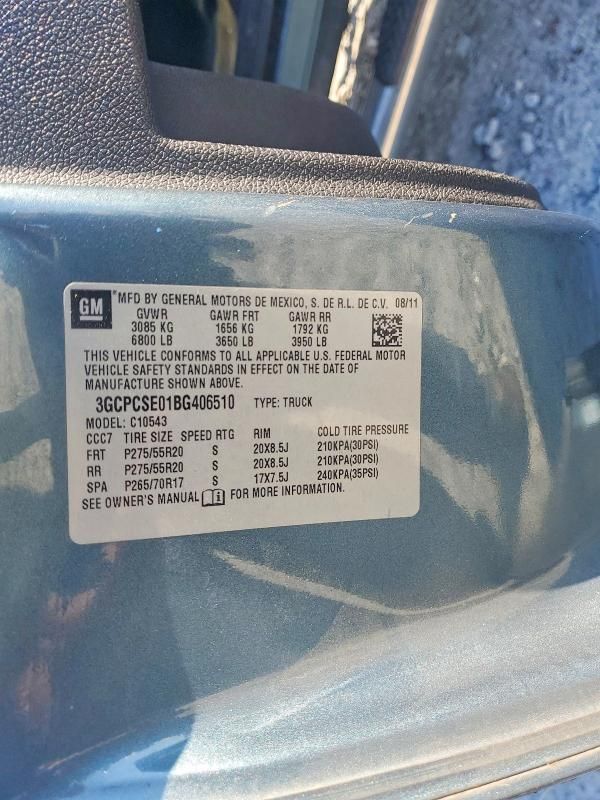 GM
MFD BY GENERAL MOTORS DE MEXICO, S. DE R.L. DE C.V. 08/11
GVWR GAWR FRT GAWR RR
3085 KG 1656 KG 1792 KG
6800 LB 3650 LB 3950 LB
THIS VEHICLE CONFORMS TO ALL APPLICABLE U.S. FEDERAL MOTOR
VEHICLE SAFETY STANDARDS IN EFFECT ON THE DATE OF
MANUFACTURE SHOWN ABOVE.
3GCPCSE01BG406510 TYPE: TRUCK
MODEL: C10543
CCC7 TIRE SIZE SPEED RTG RIM COLD TIRE PRESSURE
FRT P275/55R20 S 20X8.5J 210KPA(30PSI)
RR P275/55R20 S 20X8.5J 210KPA(30PSI)
SPA P265/70R17 S 17X7.5J 240KPA(35PSI)
SEE OWNER'S MANUAL FOR MORE INFORMATION.